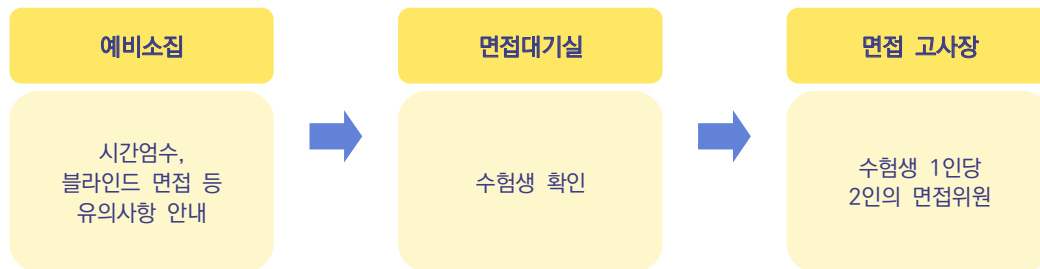 예비소집
시간엄수,
블라인드 면접 등
유의사항 안내
면접대기실
수험생 확인
면접 고사장
수험생 1인당
2인의 면접위원